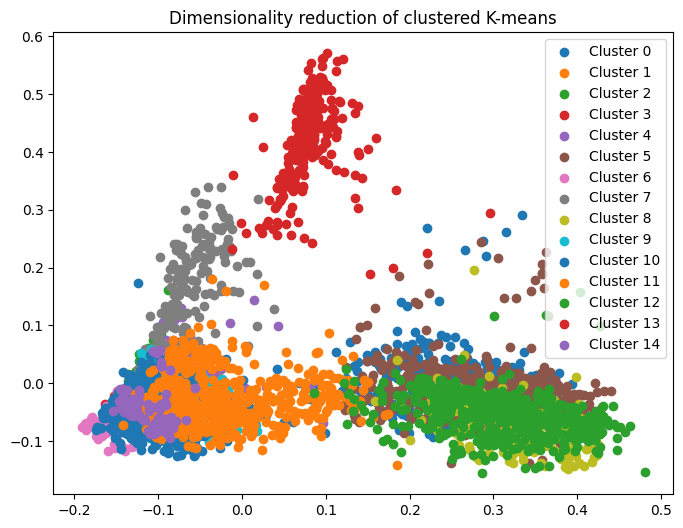 Dimensionality reduction of clustered K-means
0.6
0.5
0.4
0.3
0.2
0.1
0.0
−0.1
−0.2
−0.1
0.0
0.1
0.2
0.3
0.4
0.5
Cluster 0
Cluster 1
Cluster 2
Cluster 3
Cluster 4
Cluster 5
Cluster 6
Cluster 7
Cluster 8
Cluster 9
Cluster 10
Cluster 11
Cluster 12
Cluster 13
Cluster 14